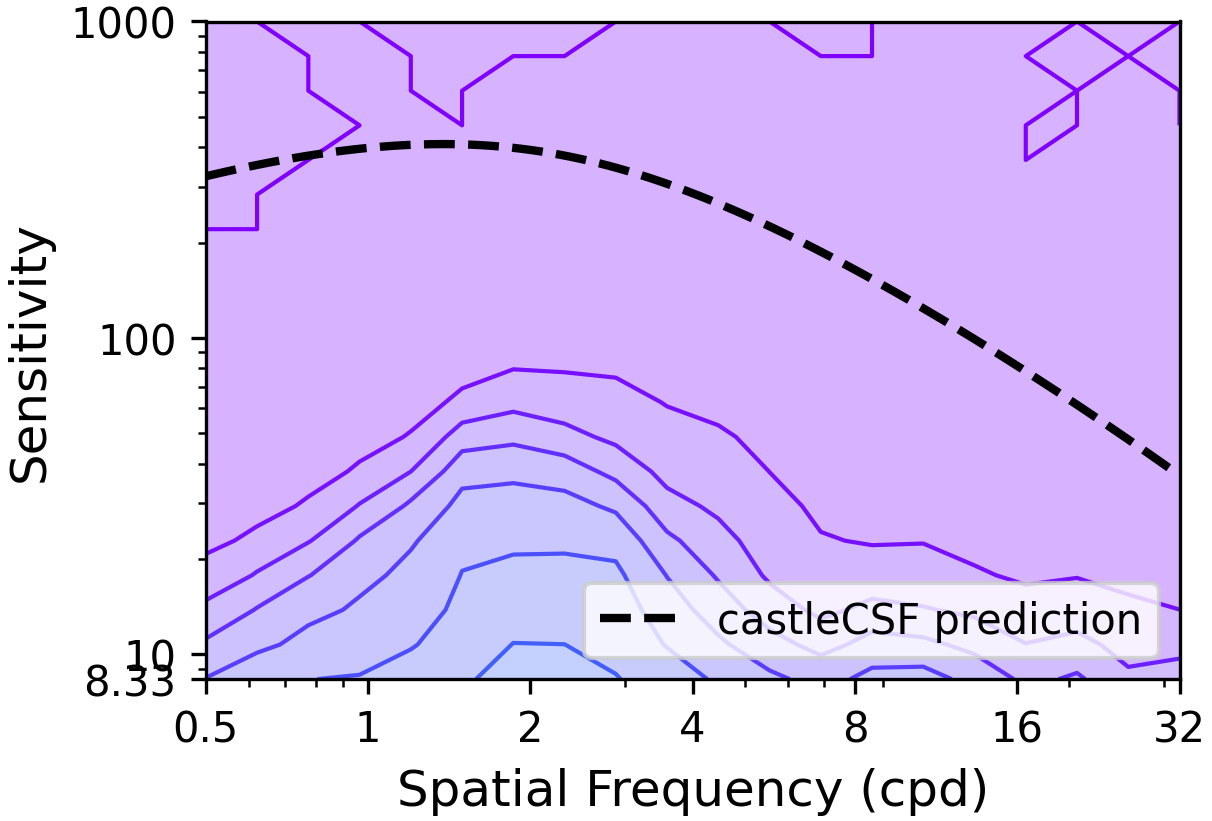 1000
100
10
8.33
Sensitivity
castleCSF prediction
0.5 1 2 4 8 16 32
Spatial Frequency (cpd)